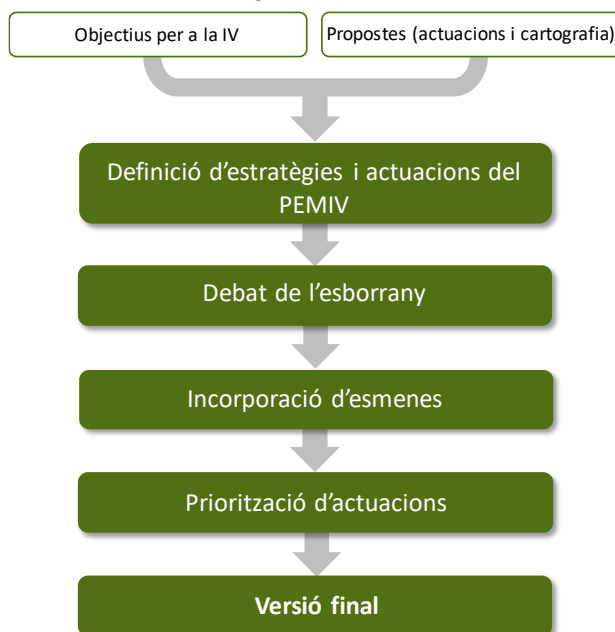 Objectius per a la IV
Propostes (actuacions i cartografia)
Definició d’estratègies i actuacions del
PEMIV
Debat de l’esborrany
Incorporació d’esmenes
Priorització d’actuacions
Versió final